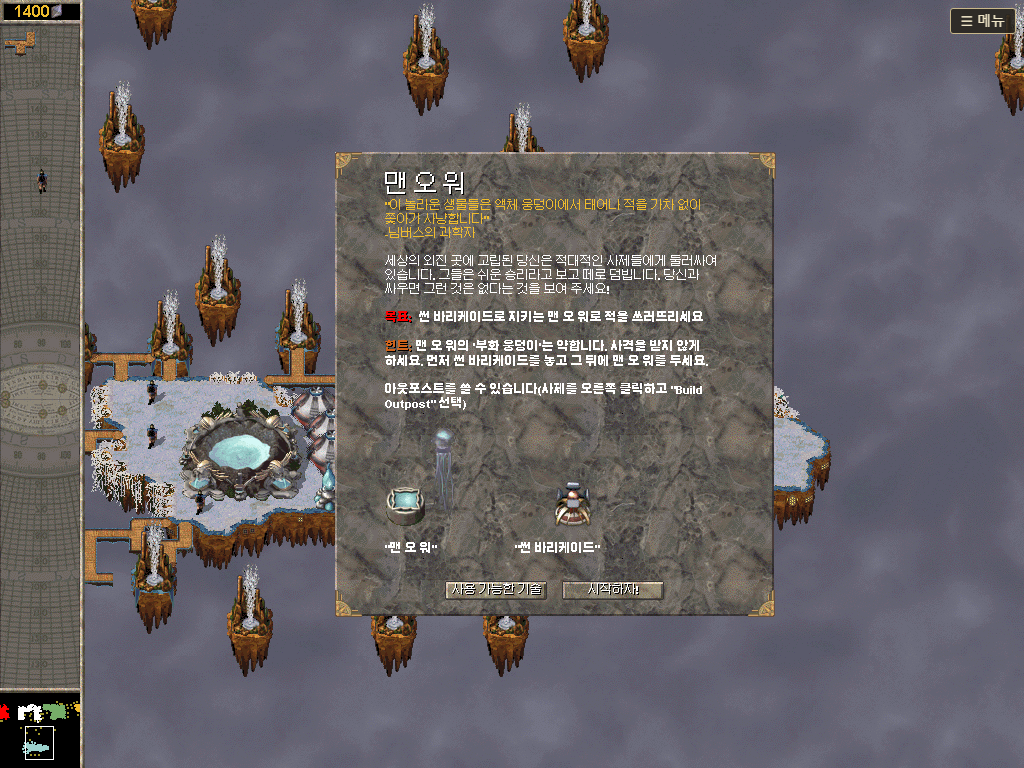 1400
☰ 메뉴
맨 오 워
"이 놀라운 생물들은 액체 웅덩이에서 태어나 적을 가차 없이
쫓아가 사냥합니다"
-님버스의 과학자
세상의 외진 곳에 고립된 당신은 적대적인 사제들에게 둘러싸여
있습니다. 그들은 쉬운 승리라고 보고 떼로 덤빕니다. 당신과
싸우면 그런 것은 없다는 것을 보여 주세요!
목표: 썬 바리케이드로 지키는 맨 오 워로 적을 쓰러뜨리세요
힌트: 맨 오 워의 '부화 웅덩이'는 약합니다. 사격을 받지 않게
하세요. 먼저 썬 바리케이드를 놓고 그 뒤에 맨 오 워를 두세요.
아웃포스트를 쓸 수 있습니다(사제를 오른쪽 클릭하고 "Build
Outpost" 선택)
"맨 오 워"
"썬 바리케이드"
사용 가능한 기술
시작하자!